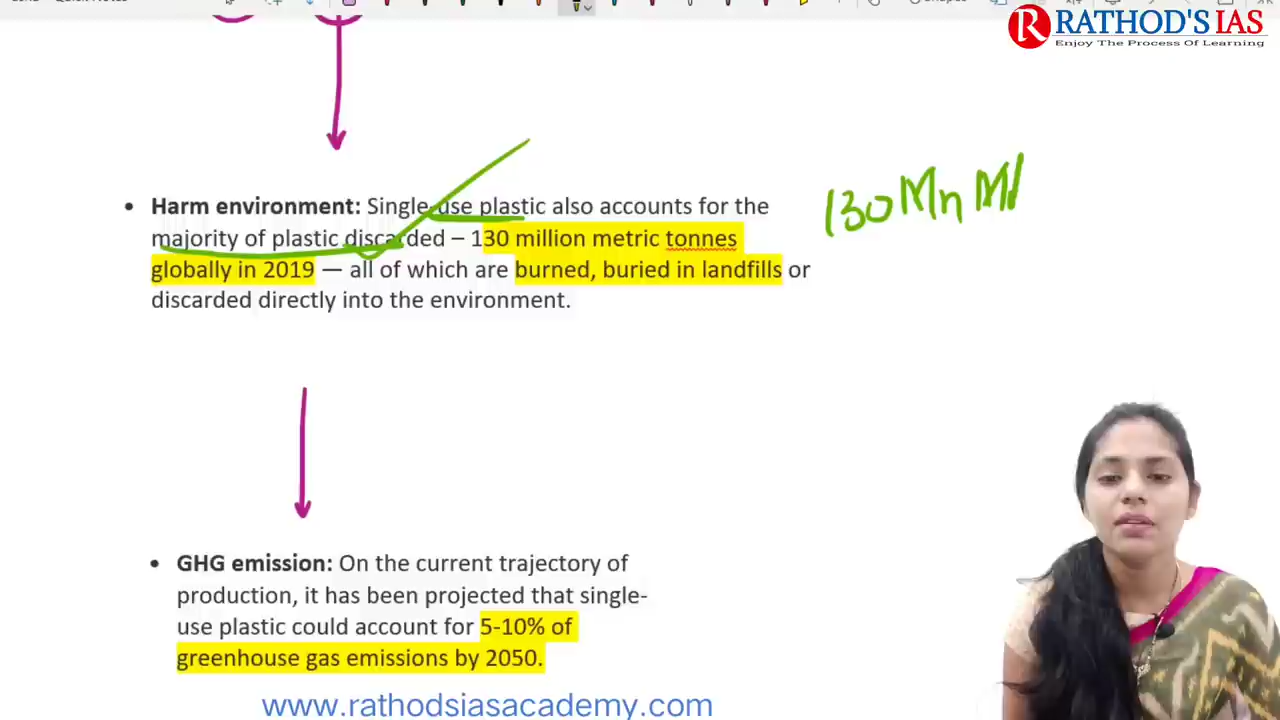 RATHOD'S IAS
Enjoy The Process Of Learning
• Harm environment: Single-use plastic also accounts for the
majority of plastic discarded – 130 million metric tonnes
globally in 2019 — all of which are burned, buried in landfills or
discarded directly into the environment.
130 Mn
• GHG emission: On the current trajectory of
production, it has been projected that single-
use plastic could account for 5-10% of
greenhouse gas emissions by 2050.
www.rathodsiasacademy.com